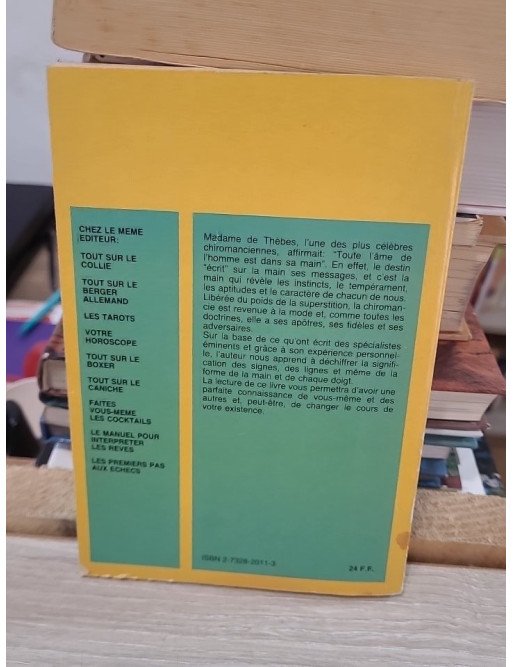 CHEZ LE MEME
EDITEUR:
TOUT SUR LE
COLLIE
TOUT SUR LE
BERGER
ALLEMAND
LES TAROTS
VOTRE
HOROSCOPE
TOUT SUR LE
BOXER
TOUT SUR LE
CANICHE
FAITES
VOUS-MEME
LES COCKTAILS
LE MANUEL POUR
INTERPRETER
LES REVES
LES PREMIERS PAS
AUX ECHECS
Madame de Thèbes, l'une des plus célèbres
chiromanciennes, affirmait: "Toute l'âme de
l'homme est dans sa main". En effet, le destin
"écrit" sur la main ses messages, et c'est la
main qui révèle les instincts, le tempérament,
les aptitudes et le caractère de chacun de nous.
Libérée du poids de la superstition, la chiroman-
cie est revenue à la mode et, comme toutes les
doctrines, elle a ses apôtres, ses fidèles et ses
adversaires.
Sur la base de ce qu'ont écrit des spécialistes
éminents et grâce à son expérience personnel-
le, l'auteur nous apprend à déchiffrer la signifi-
cation des signes, des lignes et même de la
forme de la main et de chaque doigt.
La lecture de ce livre vous permettra d'avoir une
parfaite connaissance de vous-même et des
autres et, peut-être, de changer le cours de
votre existence.
ISBN 2-7328-2011-3
24 F.F.